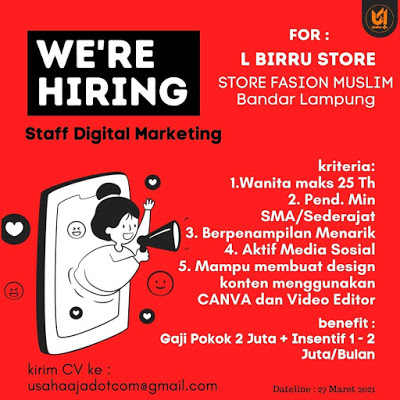 WE'RE
HIRING
Staff Digital Marketing
FOR :
L BIRRU STORE
STORE FASION MUSLIM
Bandar Lampung
kriteria:
1.Wanita maks 25 Th
2. Pend. Min
SMA/Sederajat
3. Berpenampilan Menarik
4. Aktif Media Sosial
5. Mampu membuat design
konten menggunakan
CANVA dan Video Editor
benefit :
Gaji Pokok 2 Juta + Insentif 1 - 2
Juta/Bulan
kirim CV ke :
usahaajadotcom@gmail.com
Dateline : 27 Maret 2021